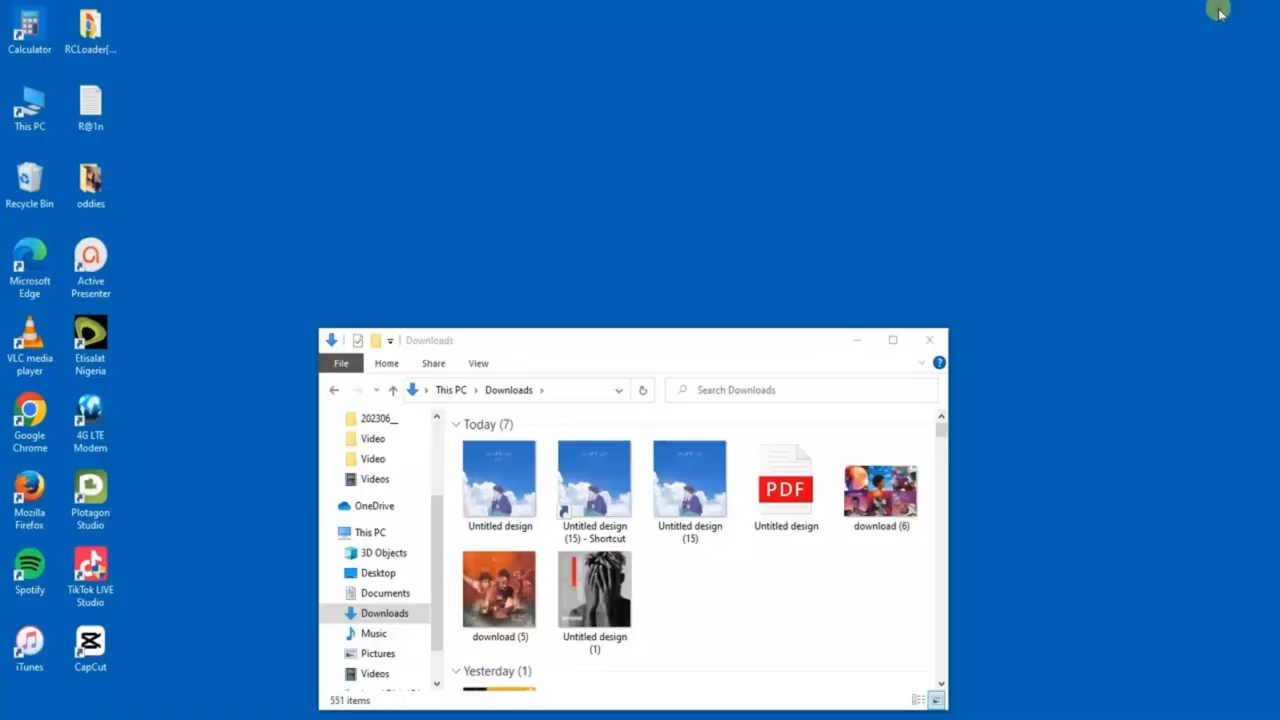 Calculator
RCLoader[...
This PC
R@1n
Recycle Bin
oddies
Microsoft
Edge
Active
Presenter
VLC media
player
Etisalat
Nigeria
Google
Chrome
4G LTE
Modem
Mozilla
Firefox
Plotagon
Studio
Spotify
TikTok LIVE
Studio
iTunes
CapCut
Downloads
File
Home
Share
View
This PC
Downloads
Search Downloads
202306__
Video
Video
Videos
OneDrive
This PC
3D Objects
Desktop
Documents
Downloads
Music
Pictures
Videos
Today (7)
Untitled design
Untitled design
(15) - Shortcut
Untitled design
(15)
PDF
Untitled design
download (6)
download (5)
Untitled design
(1)
Yesterday (1)
551 items